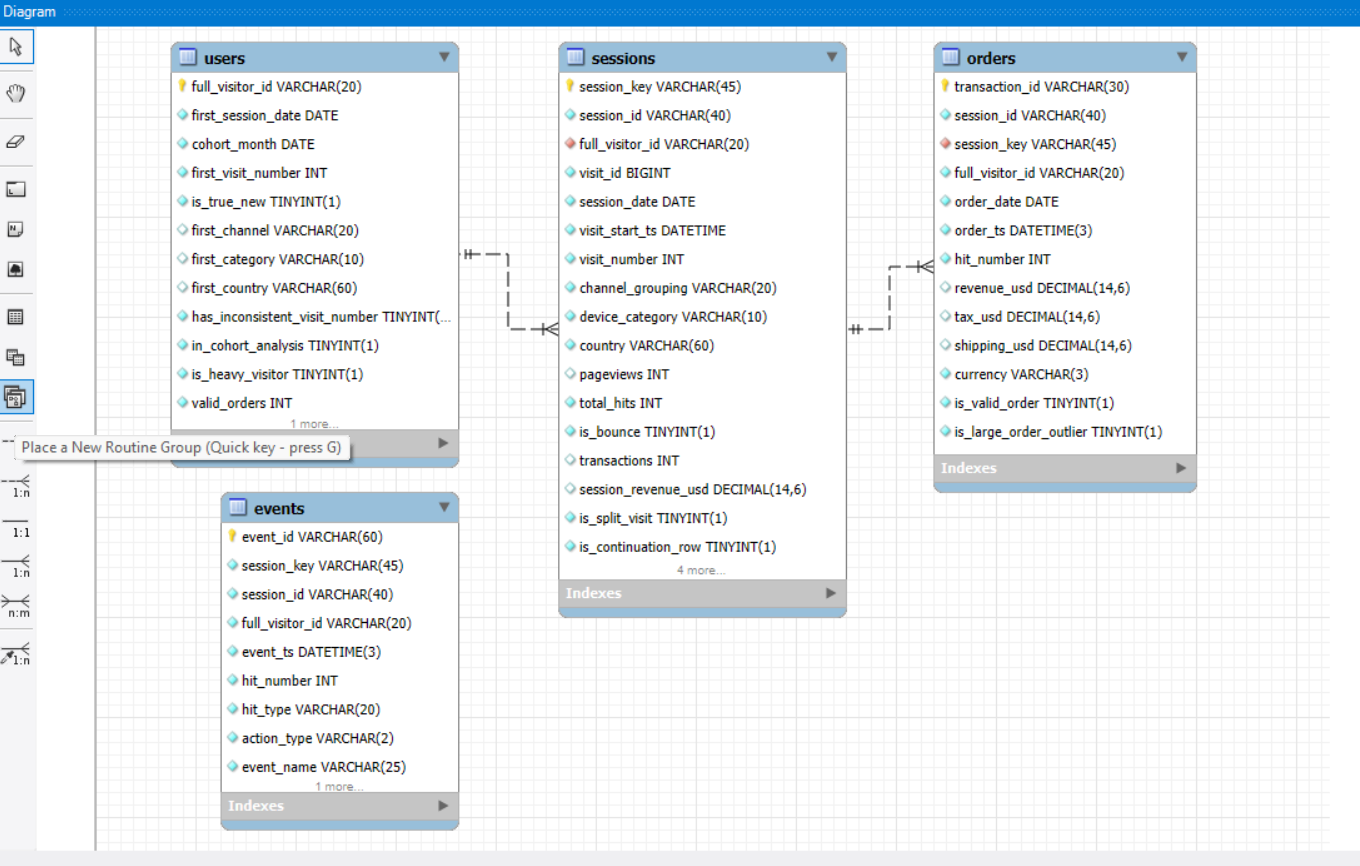 Diagram
users
full_visitor_id VARCHAR(20)
first_session_date DATE
cohort_month DATE
first_visit_number INT
is_true_new TINYINT(1)
first_channel VARCHAR(20)
first_category VARCHAR(10)
first_country VARCHAR(60)
has_inconsistent_visit_number TINYINT(...
in_cohort_analysis TINYINT(1)
is_heavy_visitor TINYINT(1)
valid_orders INT
1 more...
sessions
session_key VARCHAR(45)
session_id VARCHAR(40)
full_visitor_id VARCHAR(20)
visit_id BIGINT
session_date DATE
visit_start_ts DATETIME
visit_number INT
channel_grouping VARCHAR(20)
device_category VARCHAR(10)
country VARCHAR(60)
pageviews INT
total_hits INT
is_bounce TINYINT(1)
transactions INT
session_revenue_usd DECIMAL(14,6)
is_split_visit TINYINT(1)
is_continuation_row TINYINT(1)
4 more...
Indexes
orders
transaction_id VARCHAR(30)
session_id VARCHAR(40)
session_key VARCHAR(45)
full_visitor_id VARCHAR(20)
order_date DATE
order_ts DATETIME(3)
hit_number INT
revenue_usd DECIMAL(14,6)
tax_usd DECIMAL(14,6)
shipping_usd DECIMAL(14,6)
currency VARCHAR(3)
is_valid_order TINYINT(1)
is_large_order_outlier TINYINT(1)
Indexes
Place a New Routine Group (Quick key - press G)
events
event_id VARCHAR(60)
session_key VARCHAR(45)
session_id VARCHAR(40)
full_visitor_id VARCHAR(20)
event_ts DATETIME(3)
hit_number INT
hit_type VARCHAR(20)
action_type VARCHAR(2)
event_name VARCHAR(25)
1 more...
Indexes
1:n
1:1
1:n
n:m
1:n